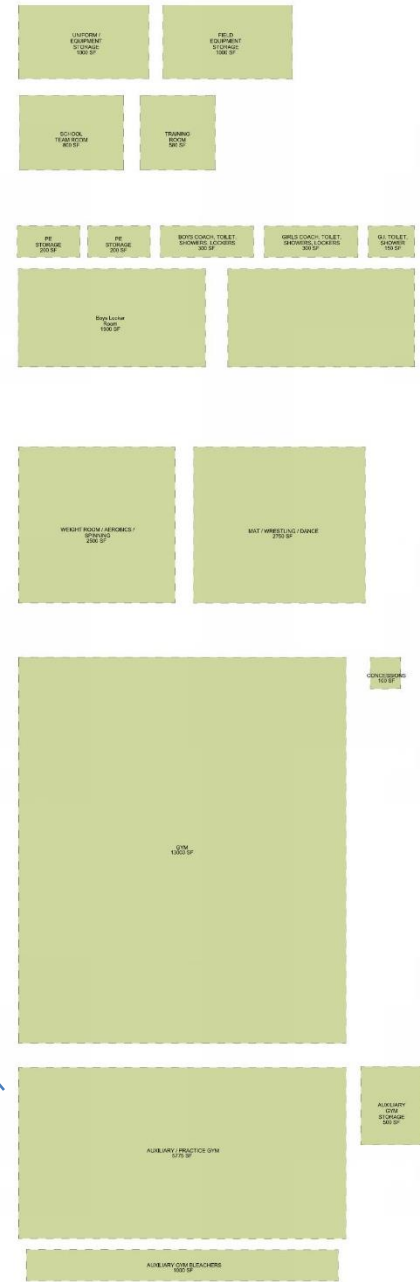 UNIFORM /
EQUIPMENT
STORAGE
1000 SF
FIELD
EQUIPMENT
STORAGE
1000 SF
SCHOOL
TEAM ROOM
800 SF
TRAINING
ROOM
580 SF
PE
STORAGE
200 SF
PE
STORAGE
200 SF
BOYS COACH, TOILET,
SHOWERS, LOCKERS
300 SF
GIRLS COACH, TOILET,
SHOWERS, LOCKERS
300 SF
TOILET,
SHOWER
150 SF
Boys Locker
Room
WEIGHT ROOM / AEROBICS /
SPINNING
2500 SF
MAT / WRESTLING / DANCE
2750 SF
CONCESSIONS
100 SF
GYM
SF
AUXILIARY / PRACTICE GYM
SF
AUXILIARY
GYM
STORAGE
500 SF
AUXILIARY GYM BLEACHERS
1000 SF